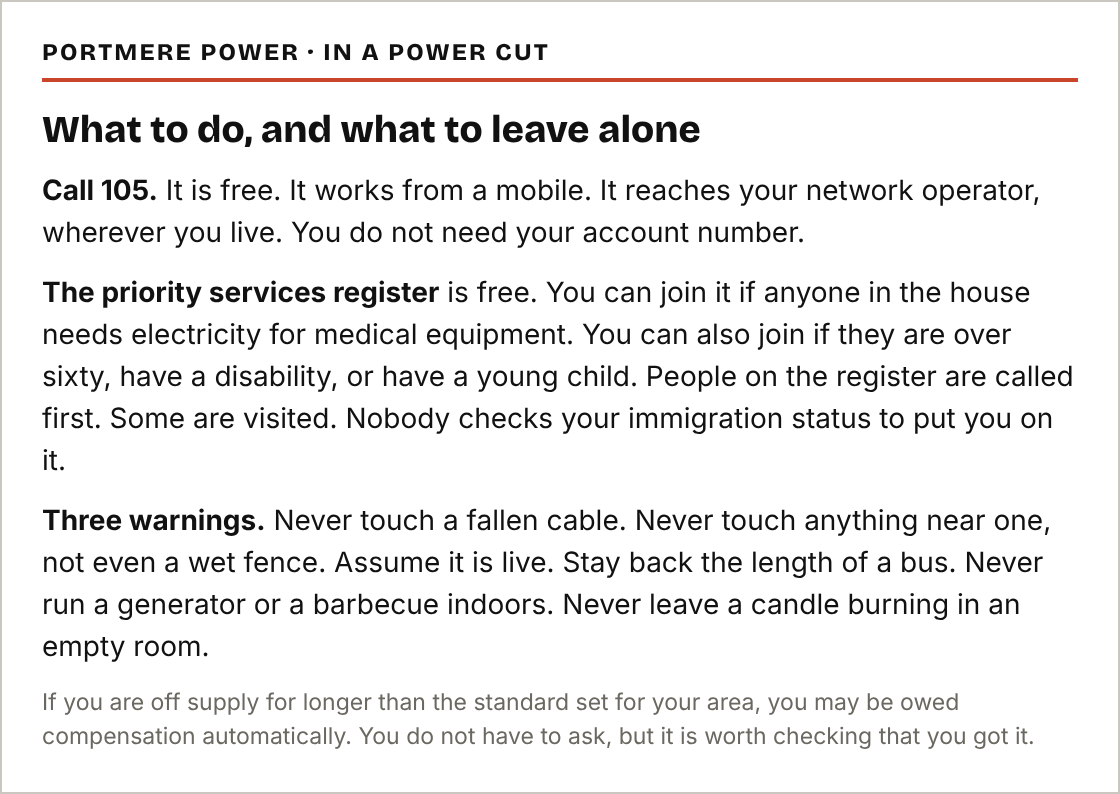 PORTMERE POWER · IN A POWER CUT
What to do, and what to leave alone
Call 105. It is free. It works from a mobile. It reaches your network operator,
wherever you live. You do not need your account number.
The priority services register is free. You can join it if anyone in the house
needs electricity for medical equipment. You can also join if they are over
sixty, have a disability, or have a young child. People on the register are called
first. Some are visited. Nobody checks your immigration status to put you on
it.
Three warnings. Never touch a fallen cable. Never touch anything near one,
not even a wet fence. Assume it is live. Stay back the length of a bus. Never
run a generator or a barbecue indoors. Never leave a candle burning in an
empty room.
If you are off supply for longer than the standard set for your area, you may be owed
compensation automatically. You do not have to ask, but it is worth checking that you got it.